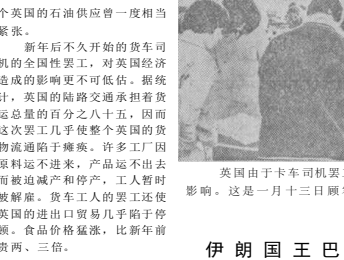 个英国的石油供应曾一度相当
紧张。
新年后不久开始的货车司
机的全国性罢工，对英国经济
造成的影响更不可低估。据统
计，英国的陆路交通承担着货
运总量的百分之八十五，因而
这次罢工几乎使整个英国的货
物流通陷于瘫痪。许多工厂因
原料运不进来，产品运不出去
而被迫减产和停产，工人暂时
被解雇。货车工人的罢工还使
英国的进出口贸易几乎陷于停
顿。食品价格猛涨，比新年前
贵两、三倍。
英国由于卡车司机罢工
影响。这是一月十三日顾
伊朗国王巴